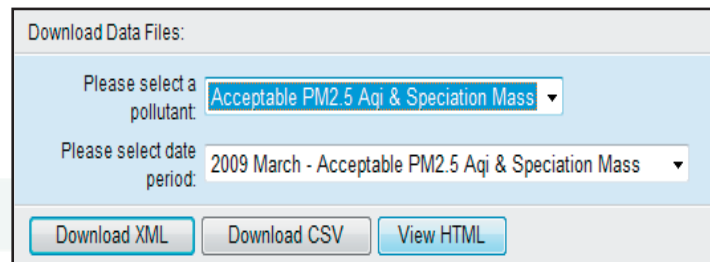 Download Data Files:
Please select a
pollutant:
Acceptable PM2.5 Aqi & Speciation Mass
Please select date
period:
2009 March - Acceptable PM2.5 Aqi & Speciation Mass
Download XML
Download CSV
View HTML